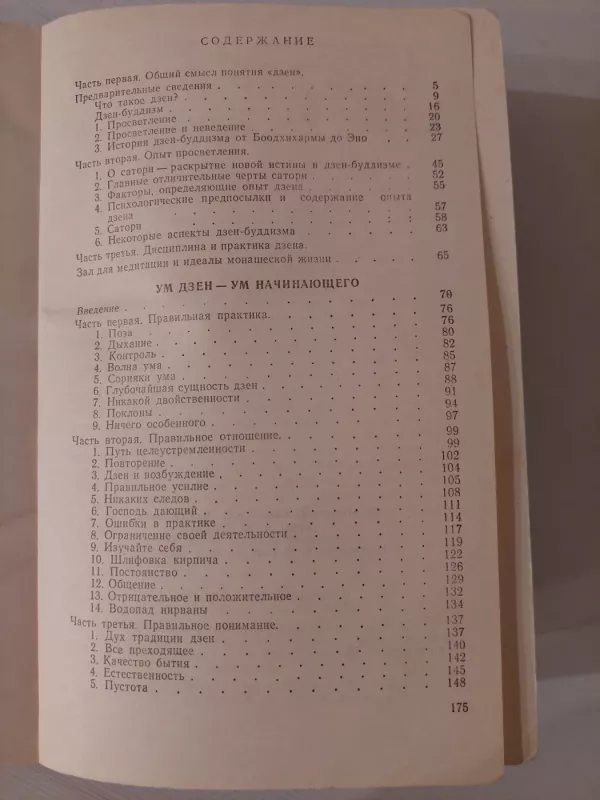 СОДЕРЖАНИЕ
Часть первая. Общий смысл понятия «дзен».
Предварительные сведения . . . . . . . . . 5
Что такое дзен? . . . . . . . . . . 9
Дзен-буддизм . . . . . . . . . . 16
1. Просветление . . . . . . . . . . 20
2. Просветление и неведение . . . . . . . 23
3. История дзен-буддизма от Боодхихармы до Эно . . 27
Часть вторая. Опыт просветления.
1. О сатори — раскрытие новой истины в дзен-буддизме . 45
2. Главные отличительные черты сатори . . . . . 52
3. Факторы, определяющие опыт дзена . . . . . 55
4. Психологические предпосылки и содержание опыта
дзена . . . . . . . . . . 57
5. Сатори . . . . . . . . . . 58
6. Некоторые аспекты дзен-буддизма . . . . . 63
Часть третья. Дисциплина и практика дзена.
Зал для медитации и идеалы монашеской жизни . . . . 65
УМ ДЗЕН — УМ НАЧИНАЮЩЕГО
Введение . . . . . . . . . . 70
Часть первая. Правильная практика. . . . . . . 76
1. Поза . . . . . . . . . . 76
2. Дыхание . . . . . . . . . . 80
3. Контроль . . . . . . . . . . 82
4. Волна ума . . . . . . . . . . 85
5. Сорняки ума . . . . . . . . . . 87
6. Глубочайшая сущность дзен . . . . . . . 88
7. Никакой двойственности . . . . . . . . 91
8. Поклоны . . . . . . . . . . 94
9. Ничего особенного . . . . . . . . . 97
Часть вторая. Правильное отношение. . . . . . . 99
1. Путь целеустремленности . . . . . . . . 99
2. Повторение . . . . . . . . . . 102
3. Дзен и возбуждение . . . . . . . . . 104
4. Правильное усилие . . . . . . . . . 105
5. Никаких следов . . . . . . . . . 108
6. Господь дающий . . . . . . . . . 111
7. Ошибки в практике . . . . . . . . . 114
8. Ограничение своей деятельности . . . . . . 117
9. Изучайте себя . . . . . . . . . 119
10. Шлифовка кирпича . . . . . . . . . 122
11. Постоянство . . . . . . . . . . 126
12. Общение . . . . . . . . . . 129
13. Отрицательное и положительное . . . . . . 132
14. Водопад нирваны . . . . . . . . . 134
Часть третья. Правильное понимание. . . . . . . 137
1. Дух традиции дзен . . . . . . . . . 137
2. Все преходящее . . . . . . . . . 140
3. Качество бытия . . . . . . . . . 142
4. Естественность . . . . . . . . . 145
5. Пустота . . . . . . . . . . 148
175